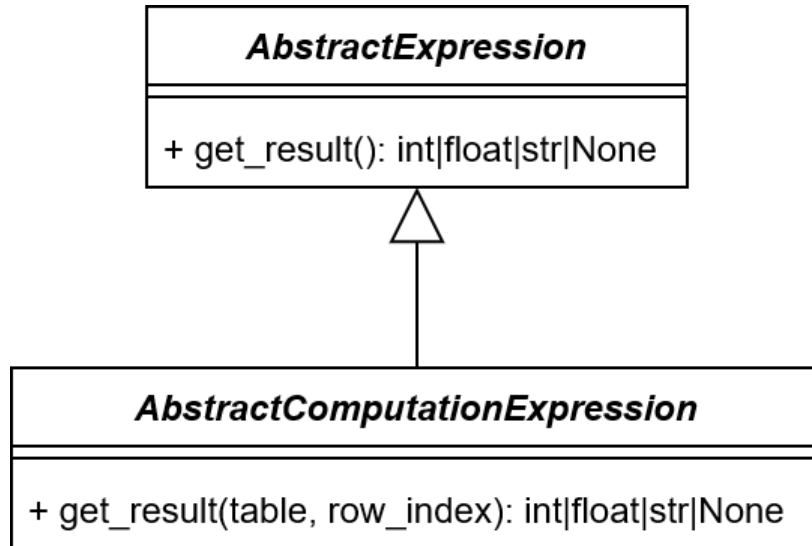 AbstractExpression
+ get_result(): int|float|str|None
AbstractComputationExpression
+ get_result(table, row_index): int|float|str|None